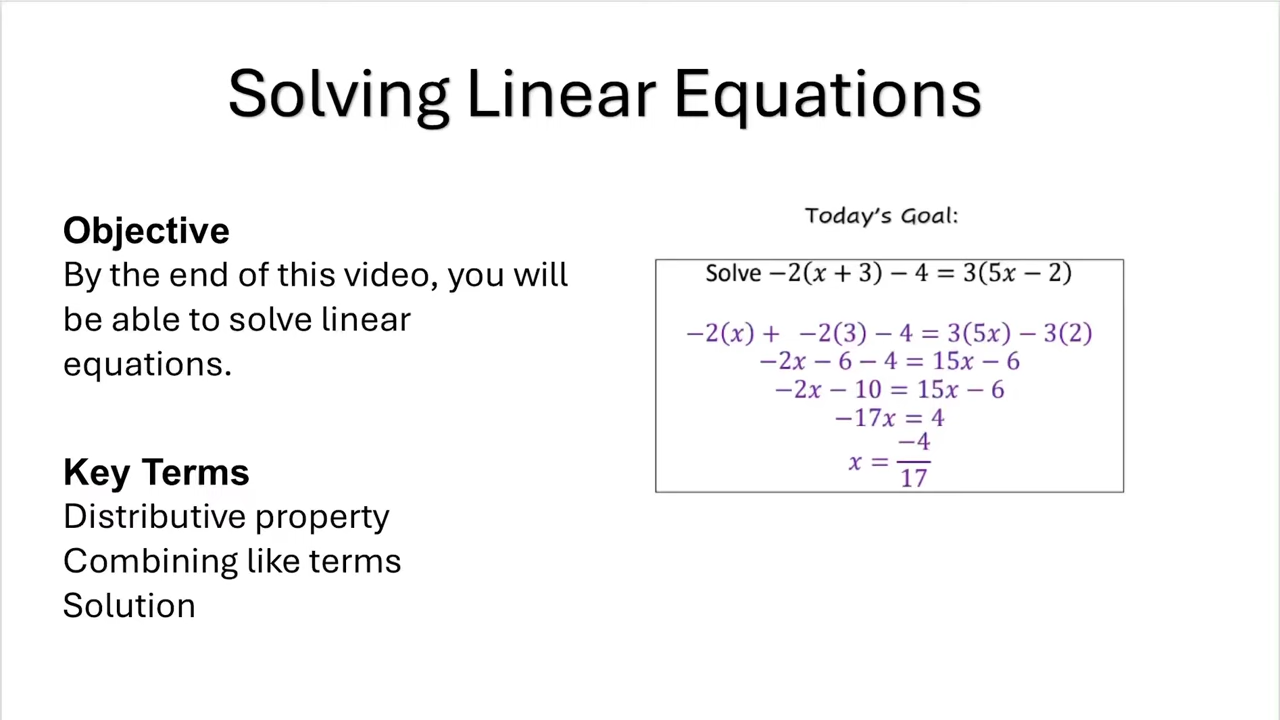 Solving Linear Equations
Objective
By the end of this video, you will
be able to solve linear
equations.
Key Terms
Distributive property
Combining like terms
Solution
Today's Goal:
Solve −2(x + 3) − 4 = 3(5x − 2)
−2(x) + −2(3) − 4 = 3(5x) − 3(2)
−2x − 6 − 4 = 15x − 6
−2x − 10 = 15x − 6
−17x = 4
x = −4/17